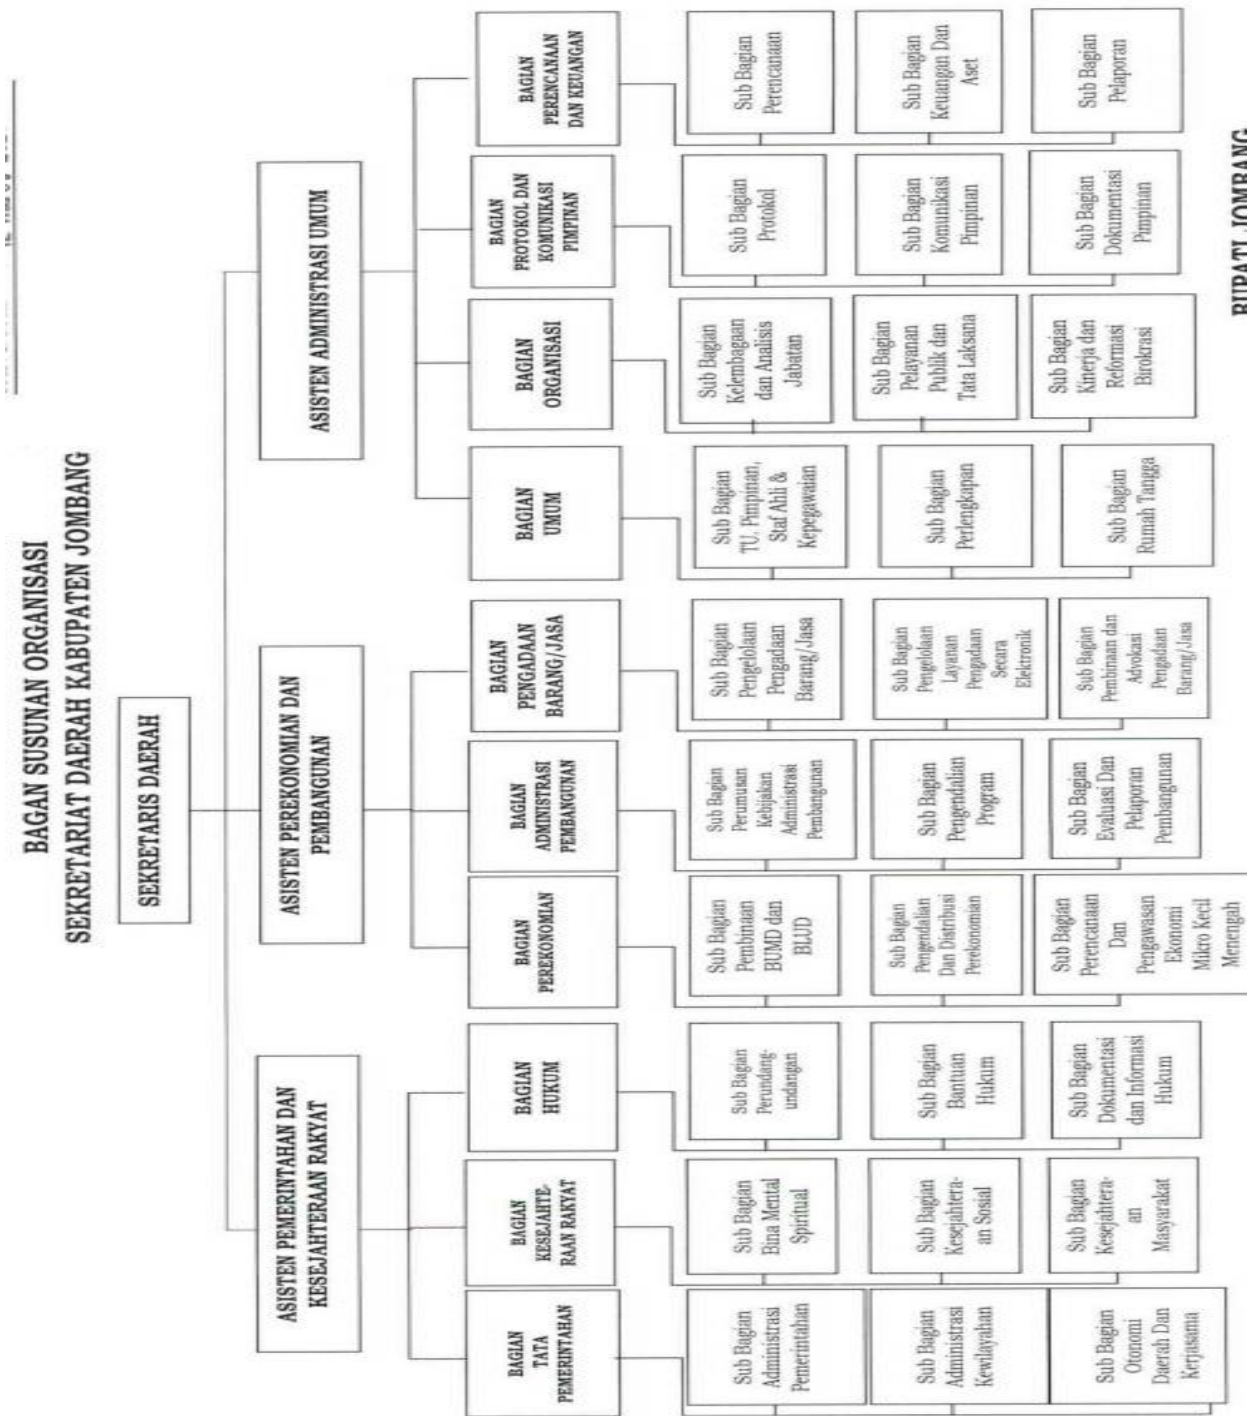 BAGAN SUSUNAN ORGANISASI
SEKRETARIAT DAERAH KABUPATEN JOMBANG
SEKRETARIS DAERAH
ASISTEN PEMERINTAHAN DAN
KESEJAHTERAAN RAKYAT
ASISTEN PEREKONOMIAN DAN
PEMBANGUNAN
ASISTEN ADMINISTRASI UMUM
BAGIAN
TATA
PEMERINTAHAN
BAGIAN
KESEJAHTE-
RAAN RAKYAT
BAGIAN
HUKUM
BAGIAN
PEREKONOMIAN
BAGIAN
ADMINISTRASI
PEMBANGUNAN
BAGIAN
PENGADAAN
BARANG/JASA
BAGIAN
UMUM
BAGIAN
ORGANISASI
BAGIAN
PROTOKOL DAN
KOMUNIKASI
PIMPINAN
BAGIAN
PERENCANAAN
DAN KEUANGAN
Sub Bagian
Administrasi
Pemerintahan
Sub Bagian
Bina Mental
Spiritual
Sub Bagian
Perundang-
undangan
Sub Bagian
Pembinaan
BUMD dan
BLUD
Sub Bagian
Perumusan
Kebijakan
Administrasi
Pembangunan
Sub Bagian
Pengelolaan
Pengadaan
Barang/Jasa
Sub Bagian
TU. Pimpinan,
Staf Ahli &
Kepegawaian
Sub Bagian
Kelembagaan
dan Analisis
Jabatan
Sub Bagian
Protokol
Sub Bagian
Perencanaan
Sub Bagian
Administrasi
Kewilayahan
Sub Bagian
Kesejahtera-
an Sosial
Sub Bagian
Bantuan
Hukum
Sub Bagian
Pengendalian
Dan Distribusi
Perekonomian
Sub Bagian
Pengendalian
Program
Sub Bagian
Pengelolaan
Layanan
Pengadaan
Secara
Elektronik
Sub Bagian
Perlengkapan
Sub Bagian
Pelayanan
Publik dan
Tata Laksana
Sub Bagian
Komunikasi
Pimpinan
Sub Bagian
Keuangan Dan
Aset
Sub Bagian
Otonomi
Daerah Dan
Kerjasama
Sub Bagian
Kesejahtera-
an
Masyarakat
Sub Bagian
Dokumentasi
dan Informasi
Hukum
Sub Bagian
Perencanaan
Dan
Pengawasan
Ekonomi
Mikro Kecil
Menengah
Sub Bagian
Evaluasi Dan
Pelaporan
Pembangunan
Sub Bagian
Pembinaan dan
Advokasi
Pengadaan
Barang/Jasa
Sub Bagian
Rumah Tangga
Sub Bagian
Kinerja dan
Reformasi
Birokrasi
Sub Bagian
Dokumentasi
Pimpinan
Sub Bagian
Pelaporan
BUPATI JOMBANG